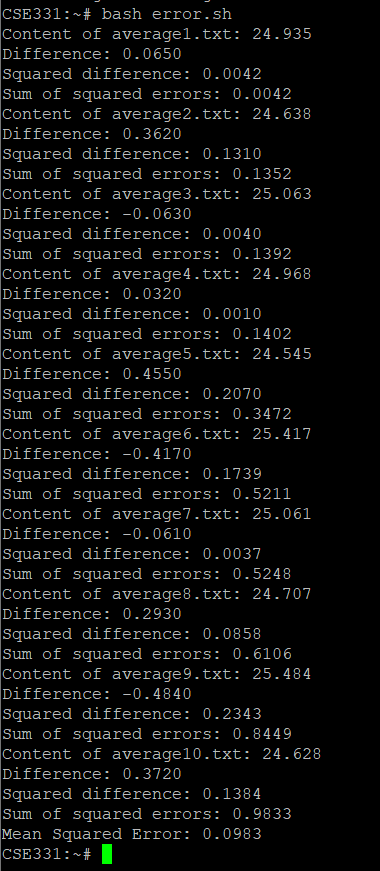 CSE331:~# bash error.sh
Content of average1.txt: 24.935
Difference: 0.0650
Squared difference: 0.0042
Sum of squared errors: 0.0042
Content of average2.txt: 24.638
Difference: 0.3620
Squared difference: 0.1310
Sum of squared errors: 0.1352
Content of average3.txt: 25.063
Difference: -0.0630
Squared difference: 0.0040
Sum of squared errors: 0.1392
Content of average4.txt: 24.968
Difference: 0.0320
Squared difference: 0.0010
Sum of squared errors: 0.1402
Content of average5.txt: 24.545
Difference: 0.4550
Squared difference: 0.2070
Sum of squared errors: 0.3472
Content of average6.txt: 25.417
Difference: -0.4170
Squared difference: 0.1739
Sum of squared errors: 0.5211
Content of average7.txt: 25.061
Difference: -0.0610
Squared difference: 0.0037
Sum of squared errors: 0.5248
Content of average8.txt: 24.707
Difference: 0.2930
Squared difference: 0.0858
Sum of squared errors: 0.6106
Content of average9.txt: 25.484
Difference: -0.4840
Squared difference: 0.2343
Sum of squared errors: 0.8449
Content of average10.txt: 24.628
Difference: 0.3720
Squared difference: 0.1384
Sum of squared errors: 0.9833
Mean Squared Error: 0.0983
CSE331:~#